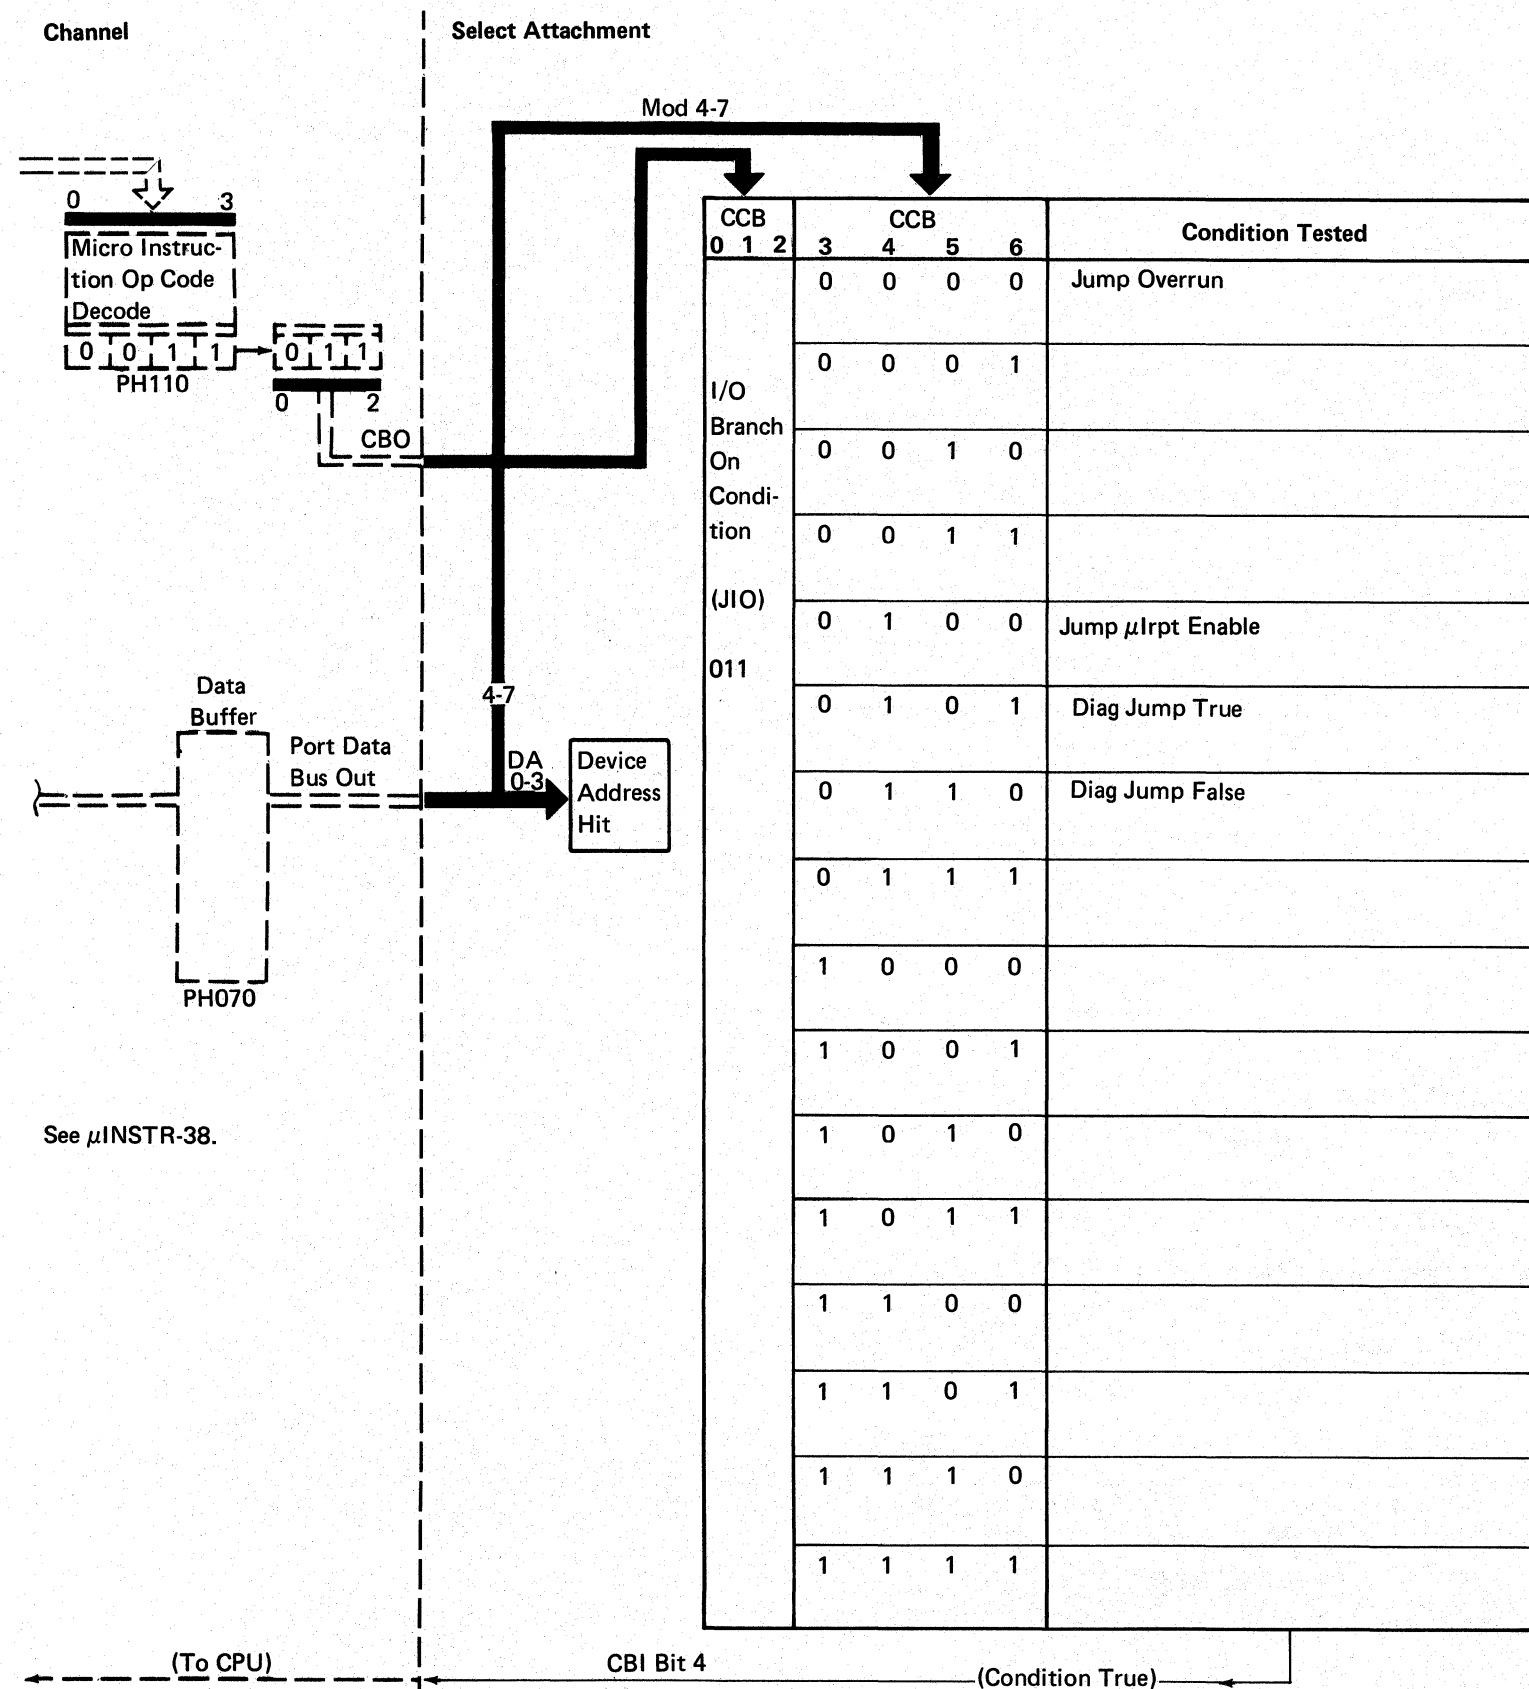 Channel
Select Attachment
Mod 4-7
0 3
Micro Instruc-
tion Op Code
Decode
0 0 1 1
PH110
0 1 1
0 2
CBO
Data
Buffer
Port Data
Bus Out
PH070
4-7
DA
0-3
Device
Address
Hit
See μINSTR-38.
CCB
0 1 2
CCB
3 4 5 6
Condition Tested
I/O
Branch
On
Condi-
tion
(JIO)
011
0 0 0 0 Jump Overrun
0 0 0 1
0 0 1 0
0 0 1 1
0 1 0 0 Jump μIrpt Enable
0 1 0 1 Diag Jump True
0 1 1 0 Diag Jump False
0 1 1 1
1 0 0 0
1 0 0 1
1 0 1 0
1 0 1 1
1 1 0 0
1 1 0 1
1 1 1 0
1 1 1 1
(To CPU)
CBI Bit 4
(Condition True)